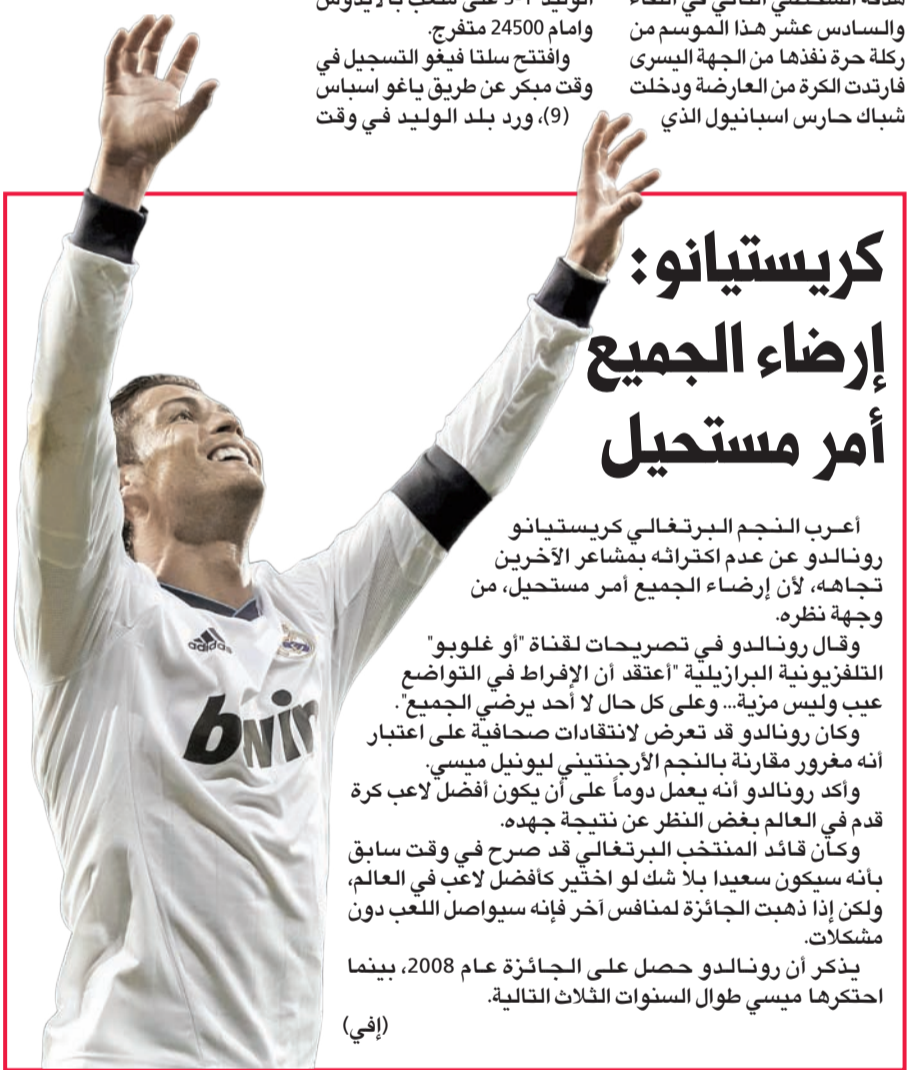 هدفه الشخصي الثاني في اللقاء
والسادس عشر هذا الموسم من
ركلة حرة نفذها من الجهة اليسرى
فارتدت الكرة من العارضة ودخلت
شباك حارس اسبانيول الذي
الوليد
على ملعب بالايدوس
وامام 24500 متفرج.
وافتتح سلتا فيغو التسجيل في
وقت مبكر عن طريق ياغو اسباس
(9)، ورد بلد الوليد في وقت
كريستيانو:
إرضاء الجميع
أمر مستحيل
أعرب النجم البرتغالي كريستيانو
رونالدو عن عدم اكتراثه بمشاعر الآخرين
تجاهه، لأن إرضاء الجميع أمر مستحيل، من
وجهة نظره.
وقال رونالدو في تصريحات لقناة "أو غلوبو"
التلفزيونية البرازيلية "أعتقد أن الإفراط في التواضع
عيب وليس مزية... وعلى كل حال لا أحد يرضي الجميع".
وكان رونالدو قد تعرض لانتقادات صحافية على اعتبار
أنه مغرور مقارنة بالنجم الأرجنتيني ليونيل ميسي.
وأكد رونالدو أنه يعمل دوماً على أن يكون أفضل لاعب كرة
قدم في العالم بغض النظر عن نتيجة جهده.
وكان قائد المنتخب البرتغالي قد صرح في وقت سابق
بأنه سيكون سعيدا بلا شك لو اختير كأفضل لاعب في العالم،
ولكن إذا ذهبت الجائزة لمنافس آخر فإنه سيواصل اللعب دون
مشكلات.
يذكر أن رونالدو حصل على الجائزة عام 2008، بينما
احتكرها ميسي طوال السنوات الثلاث التالية.
(إفي)
adidas
bwin